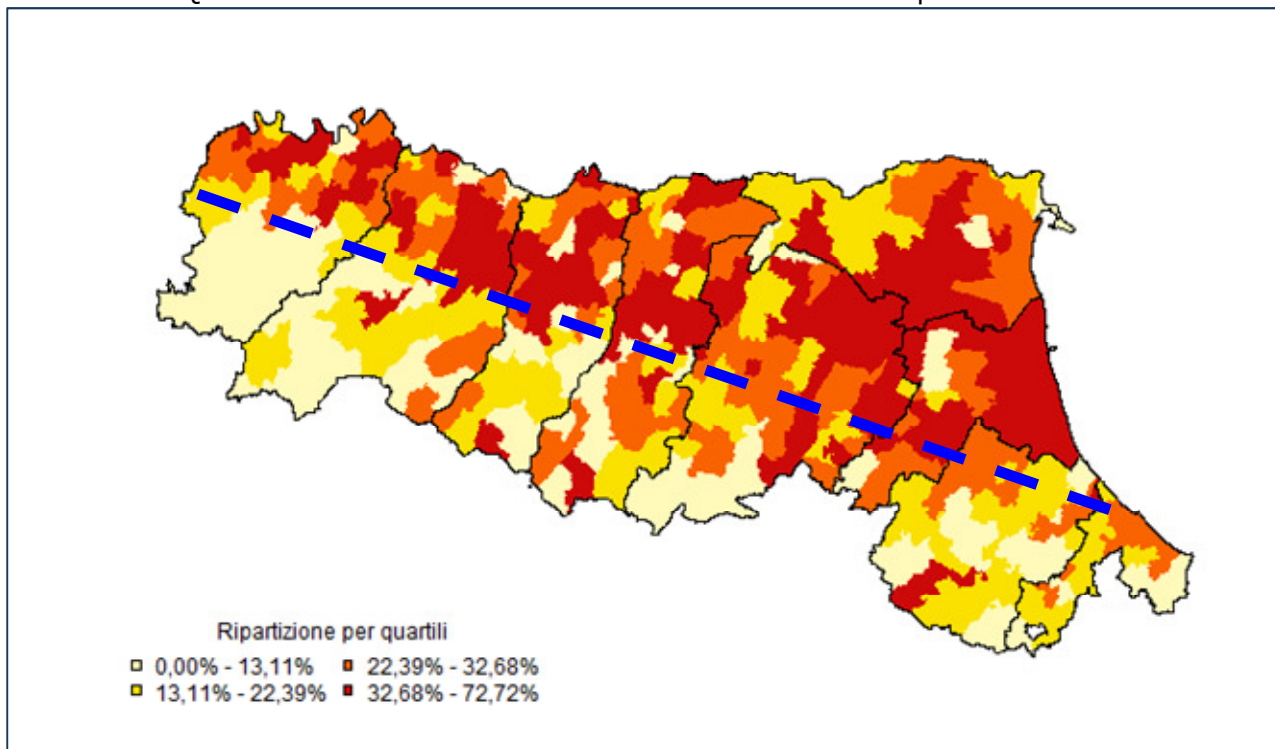 Ripartizione per quartili
0,00% - 13,11% 22,39% - 32,68%
13,11% - 22,39% 32,68% - 72,72%